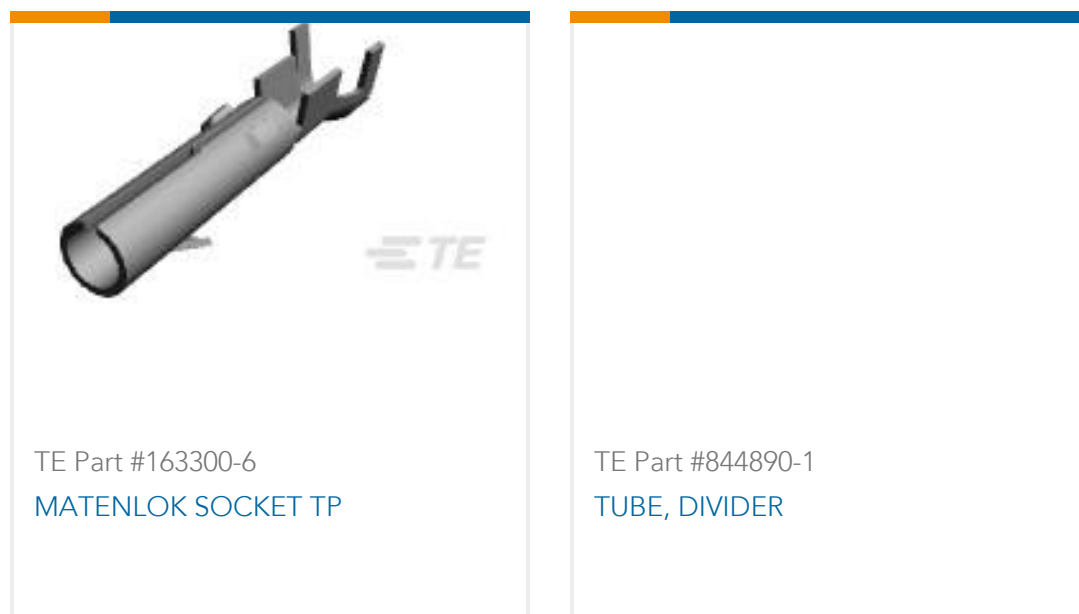 TE
TE Part #163300-6
MATENLOK SOCKET TP
TE Part #844890-1
TUBE, DIVIDER